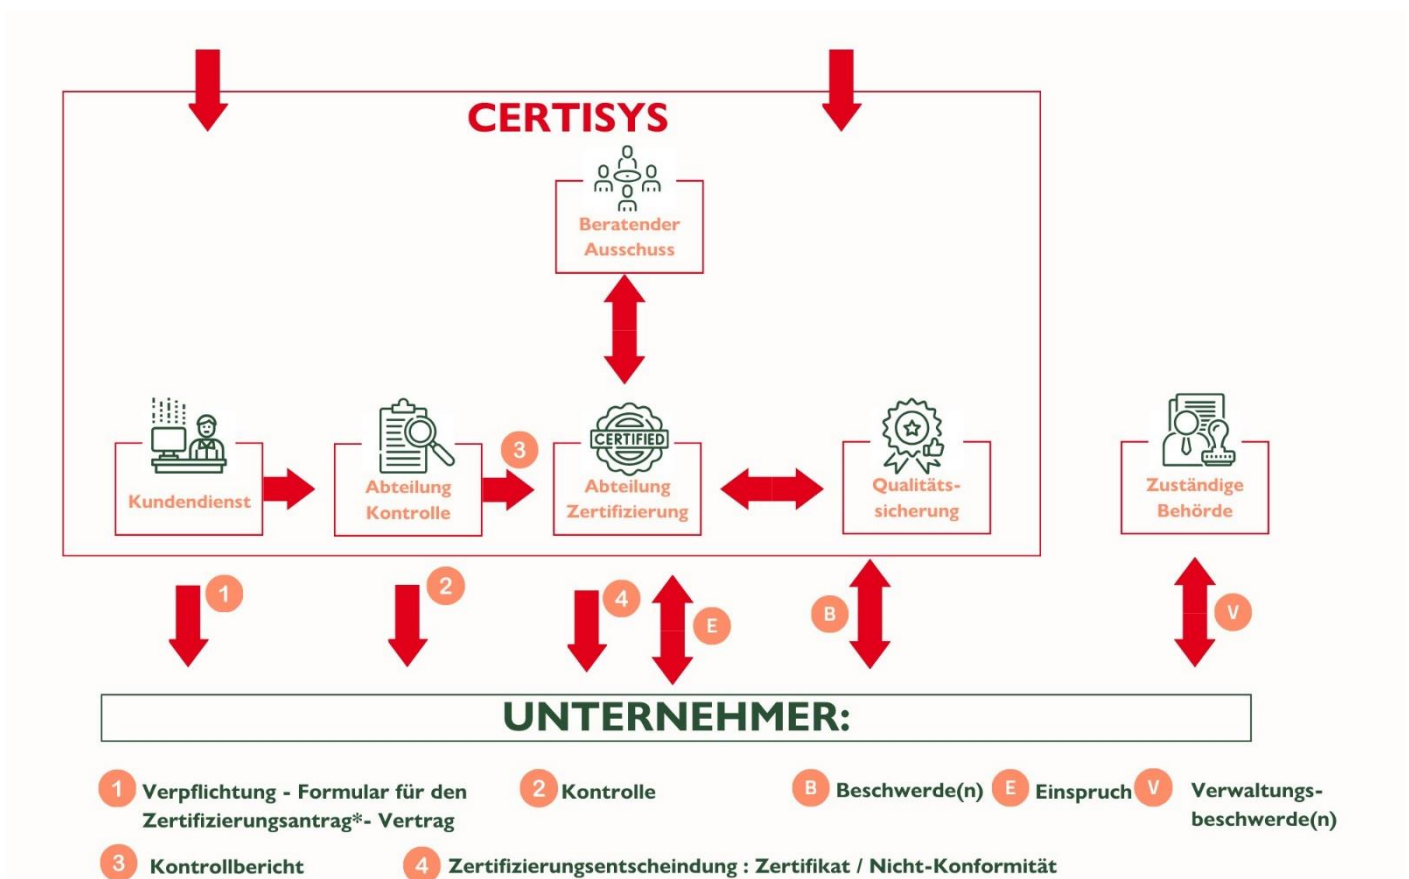 CERTISYS
Beratender
Ausschuss
CERTIFIED
3
Kundendienst
Abteilung
Kontrolle
Abteilung
Zertifizierung
Qualitäts-
sicherung
Zuständige
Behörde
1
2
4
E
B
V
UNTERNEHMER:
1 Verpflichtung - Formular für den
Zertifizierungsantrag*- Vertrag
2 Kontrolle
B Beschwerde(n)
E Einspruch
V Verwaltungs-
beschwerde(n)
3 Kontrollbericht
4 Zertifizierungsentscheindung : Zertifikat / Nicht-Konformität